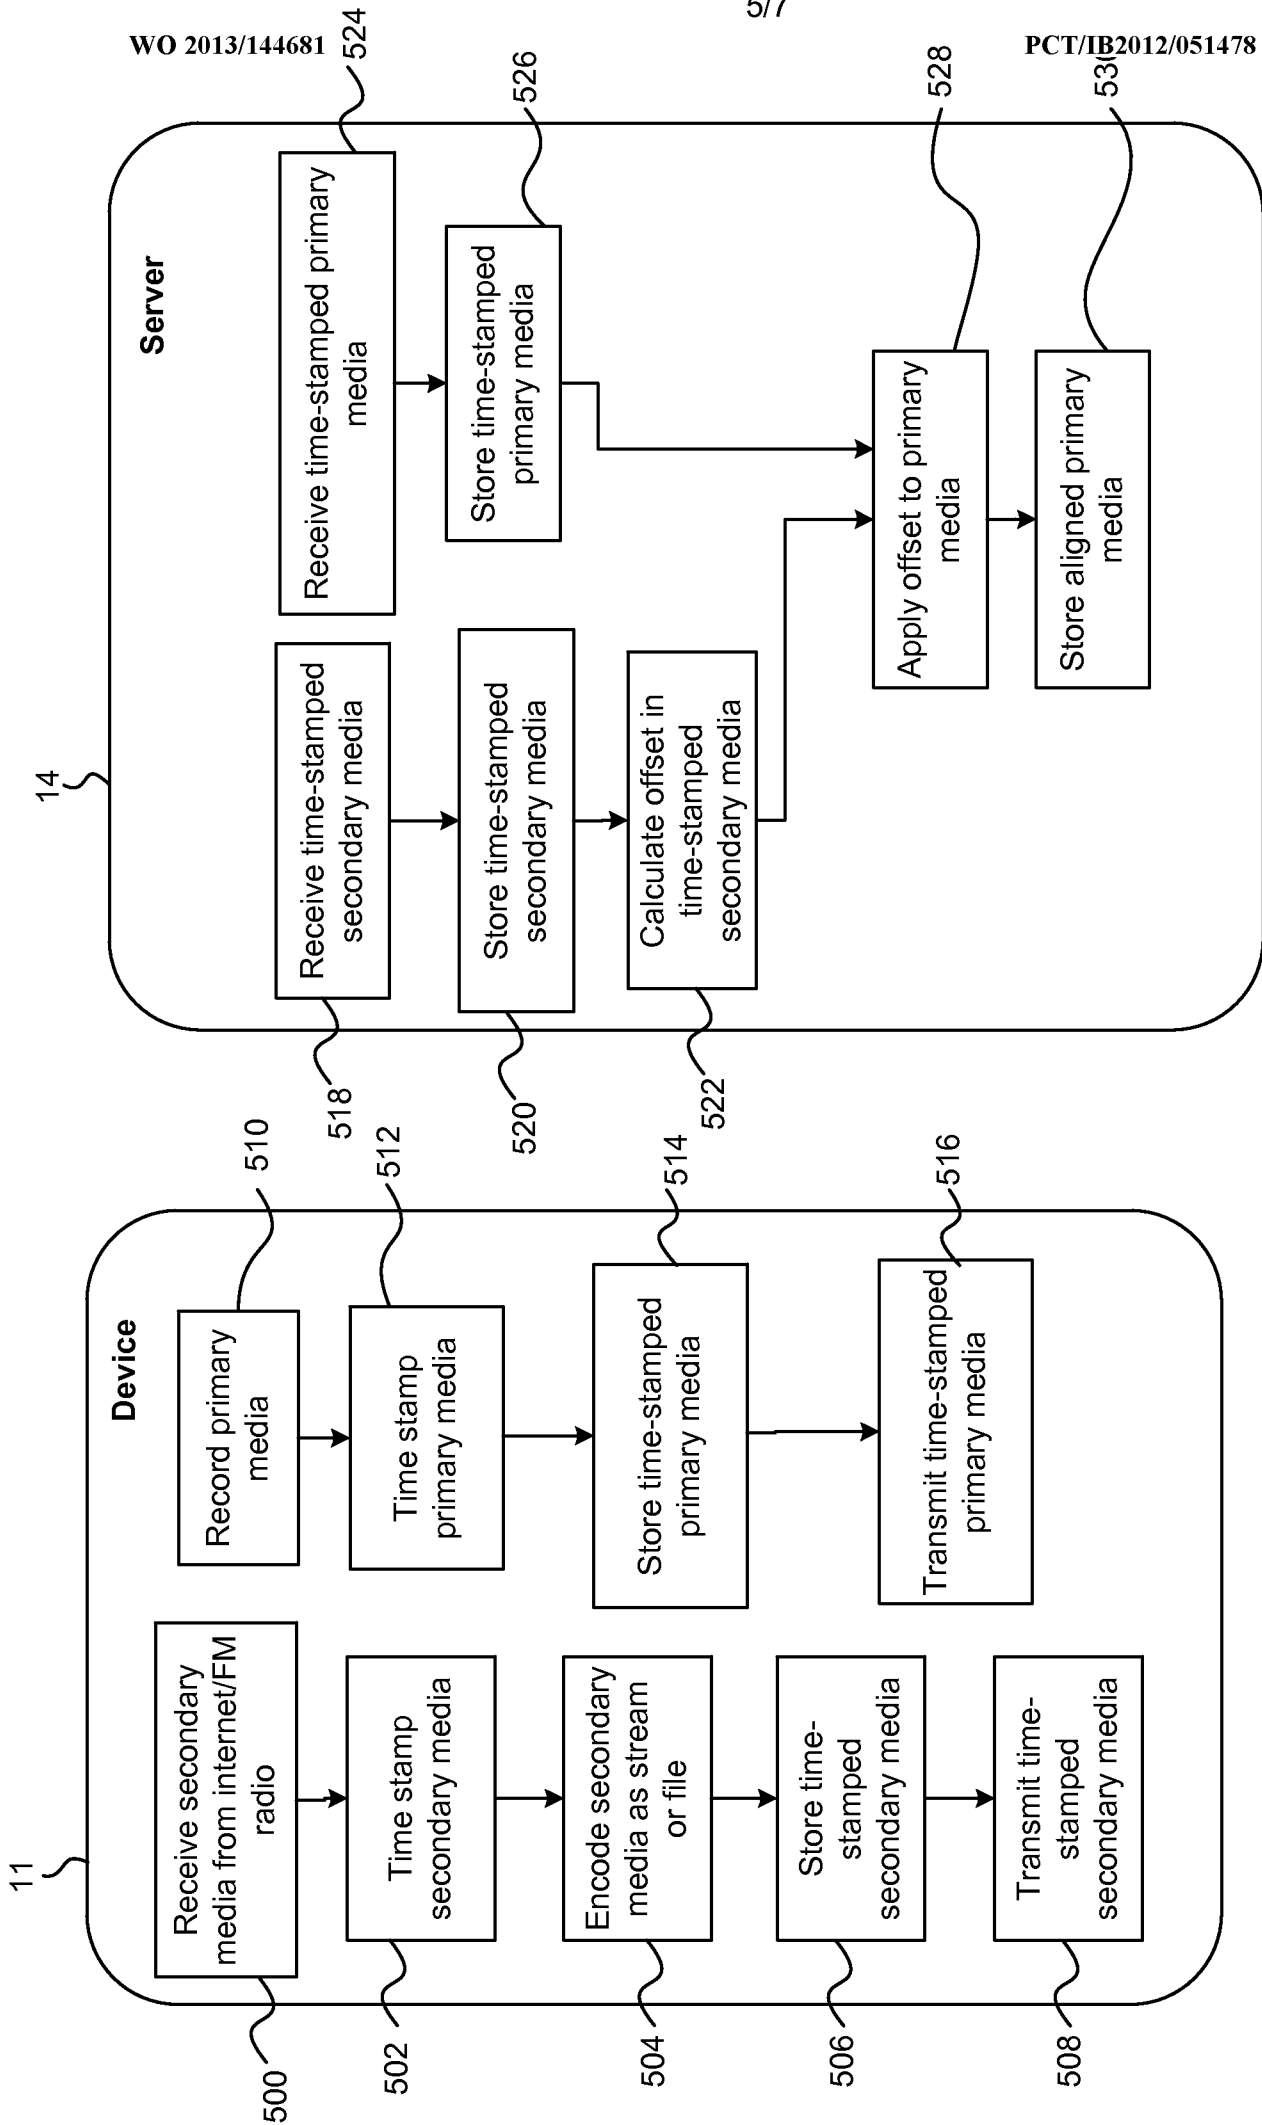 5/7
WO 2013/144681
PCT/IB2012/051478
11
Device
Receive secondary
media from internet/FM
radio
500
Time stamp
secondary media
502
Encode secondary
media as stream
or file
504
Store time-
stamped
secondary media
506
Transmit time-
stamped
secondary media
508
Record primary
media
510
Time stamp
primary media
512
Store time-stamped
primary media
514
Transmit time-stamped
primary media
516
14
Server
Receive time-stamped
secondary media
518
Store time-stamped
secondary media
520
Calculate offset in
time-stamped
secondary media
522
Receive time-stamped primary
media
524
Store time-stamped
primary media
526
Apply offset to primary
media
528
Store aligned primary
media
530